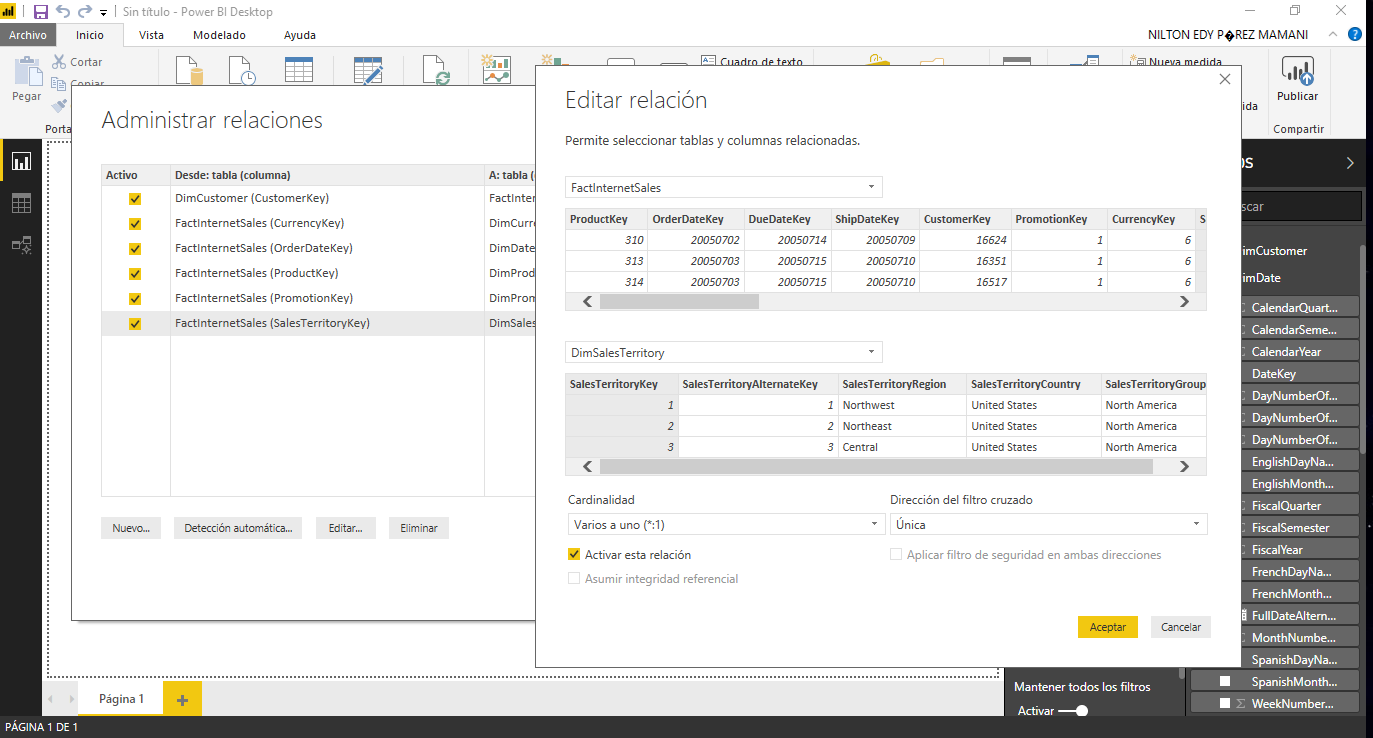 Sin título - Power BI Desktop
Archivo Inicio Vista Modelado Ayuda NILTON EDY P�REZ MAMANI
Pegar
Cortar
Copiar
Cuadro de texto
Nueva medida
Publicar
Compartir
Administrar relaciones
Activo Desde: tabla (columna) A: tabla (
DimCustomer (CustomerKey) FactInter
FactInternetSales (CurrencyKey) DimCurre
FactInternetSales (OrderDateKey) DimDate
FactInternetSales (ProductKey) DimProd
FactInternetSales (PromotionKey) DimProm
FactInternetSales (SalesTerritoryKey) DimSales
Nuevo... Detección automática... Editar... Eliminar
Editar relación
Permite seleccionar tablas y columnas relacionadas.
FactInternetSales
ProductKey OrderDateKey DueDateKey ShipDateKey CustomerKey PromotionKey CurrencyKey S
310 20050702 20050714 20050709 16624 1 6
313 20050703 20050715 20050710 16351 1 6
314 20050703 20050715 20050710 16517 1 6
DimSalesTerritory
SalesTerritoryKey SalesTerritoryAlternateKey SalesTerritoryRegion SalesTerritoryCountry SalesTerritoryGroup
1 1 Northwest United States North America
2 2 Northeast United States North America
3 3 Central United States North America
Cardinalidad Dirección del filtro cruzado
Varios a uno (*:1) Única
Activar esta relación Aplicar filtro de seguridad en ambas direcciones
Asumir integridad referencial
Aceptar Cancelar
os
scar
imCustomer
imDate
CalendarQuart...
CalendarSeme...
CalendarYear
DateKey
DayNumberOf...
DayNumberOf...
DayNumberOf...
EnglishDayNa...
EnglishMonth...
FiscalQuarter
FiscalSemester
FiscalYear
FrenchDayNa...
FrenchMonth...
FullDateAltern...
MonthNumbe...
SpanishDayNa...
SpanishMonth...
WeekNumber...
Mantener todos los filtros
Activar
Página 1
PÁGINA 1 DE 1